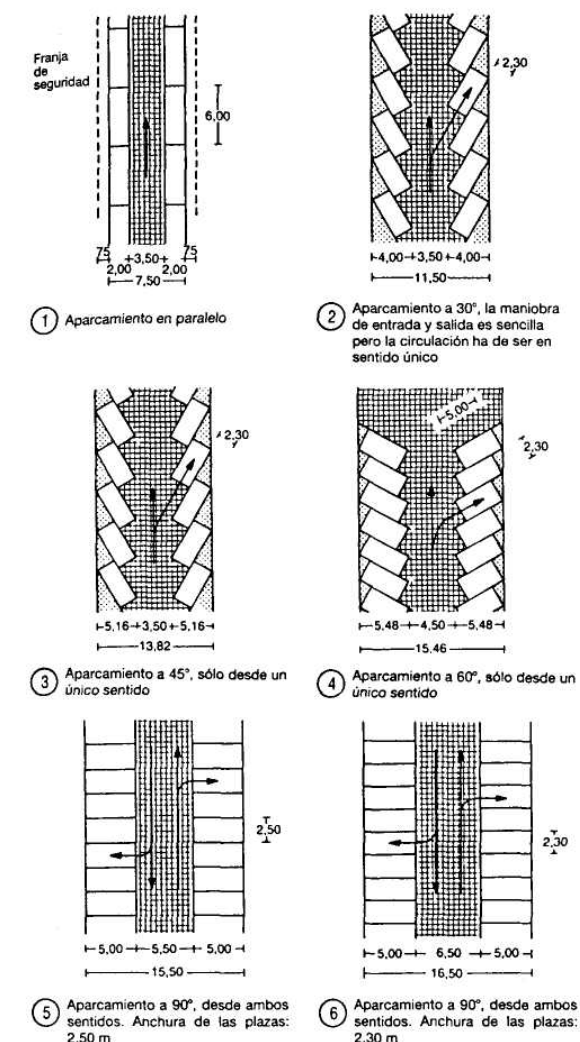 Franja
de
seguridad
6,00
75 3,50 75
2,00 2,00
7,50
1 Aparcamiento en paralelo
2,30
4,00 3,50 4,00
11,50
2 Aparcamiento a 30°, la maniobra
de entrada y salida es sencilla
pero la circulación ha de ser en
sentido único
2,30
5,16 3,50 5,16
13,82
3 Aparcamiento a 45°, sólo desde un
único sentido
5,00
2,30
5,48 4,50 5,48
15,46
4 Aparcamiento a 60°, sólo desde un
único sentido
2,50
5,00 5,50 5,00
15,50
5 Aparcamiento a 90°, desde ambos
sentidos. Anchura de las plazas:
2,50 m
2,30
5,00 6,50 5,00
16,50
6 Aparcamiento a 90°, desde ambos
sentidos. Anchura de las plazas:
2,30 m